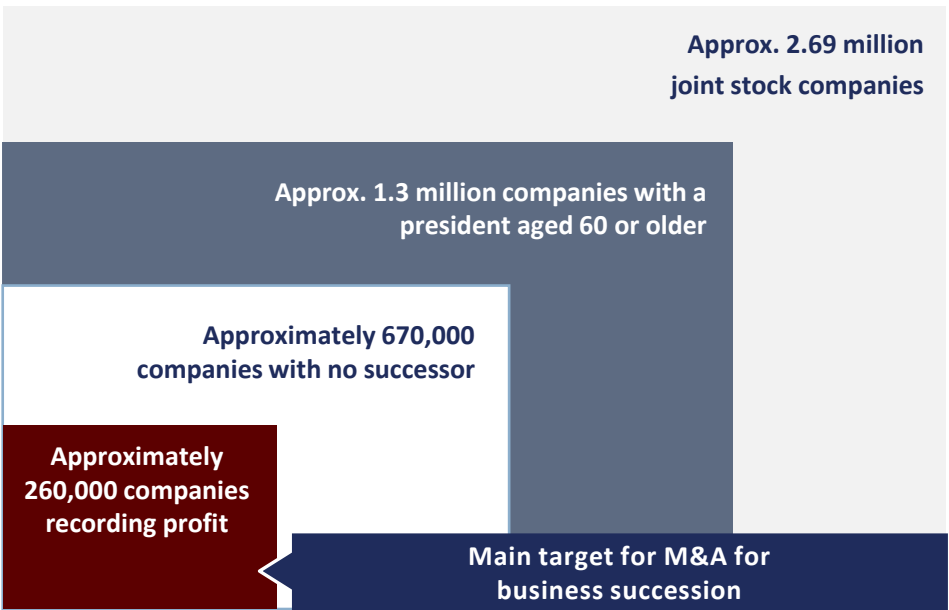 Approx. 2.69 million
joint stock companies
Approx. 1.3 million companies with a
president aged 60 or older
Approximately 670,000
companies with no successor
Approximately
260,000 companies
recording profit
Main target for M&A for
business succession